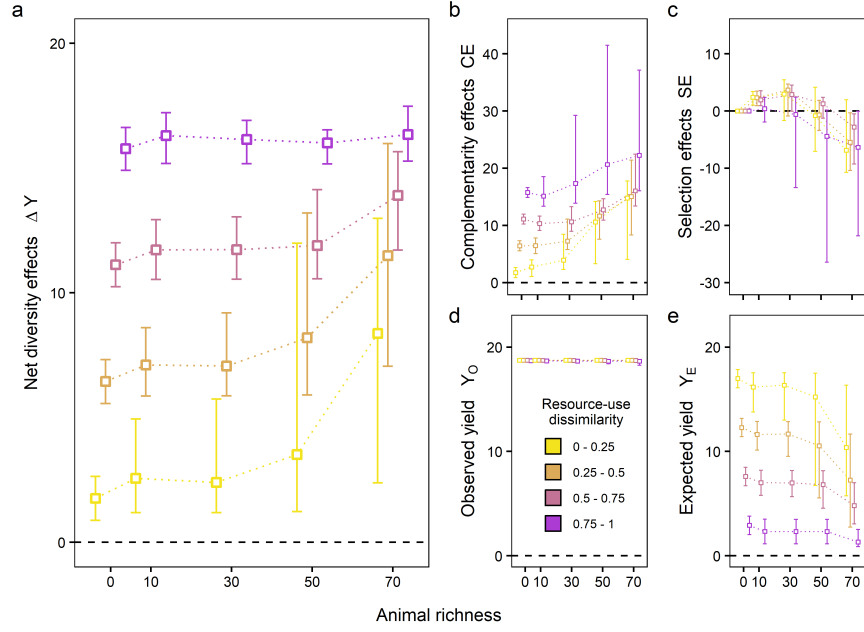 a
Net diversity effects Δ Y
20
10
0
0 10 30 50 70
b
Complementarity effects CE
40
30
20
10
0
c
Selection effects SE
10
0
-10
-20
-30
d
Observed yield Y_O
20
10
0
Resource-use
dissimilarity
0 - 0.25
0.25 - 0.5
0.5 - 0.75
0.75 - 1
0 10 30 50 70
e
Expected yield Y_E
20
10
0
0 10 30 50 70
Animal richness